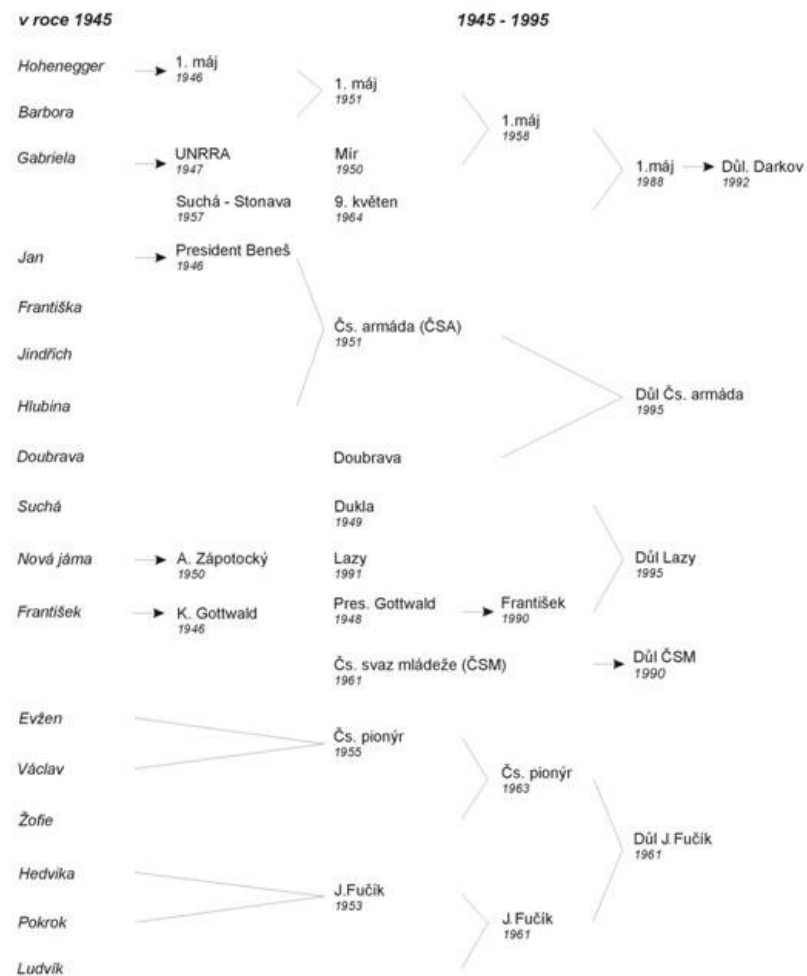 v roce 1945
1945 - 1995
Hohenegger
1. máj
1946
1. máj
1951
Barbora
1.máj
1958
Gabriela
UNRRA
1947
Mír
1950
1.máj
1988
Důl. Darkov
1992
Suchá - Stonava
1957
9. květen
1964
Jan
President Beneš
1946
Františka
Čs. armáda (ČSA)
1951
Jindřich
Hlubina
Důl Čs. armáda
1995
Doubrava
Doubrava
Suchá
Dukla
1949
Nová jáma
A. Zápotocký
1950
Lazy
1991
Důl Lazy
1995
František
K. Gottwald
1946
Pres. Gottwald
1948
František
1990
Čs. svaz mládeže (ČSM)
1961
Důl ČSM
1990
Evžen
Čs. pionýr
1955
Václav
Čs. pionýr
1963
Žofie
Důl J.Fučík
1961
Hedvika
J.Fučík
1953
Pokrok
J.Fučík
1961
Ludvík